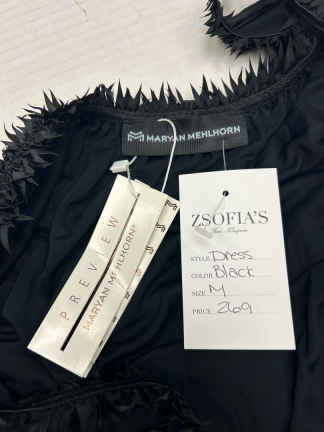 MARYAN MEHLHORN
PREVIEW
MARYAN MEHLHORN
ZSOFIA'S
STYLE Dress
COLOR Black
SIZE M
PRICE 269